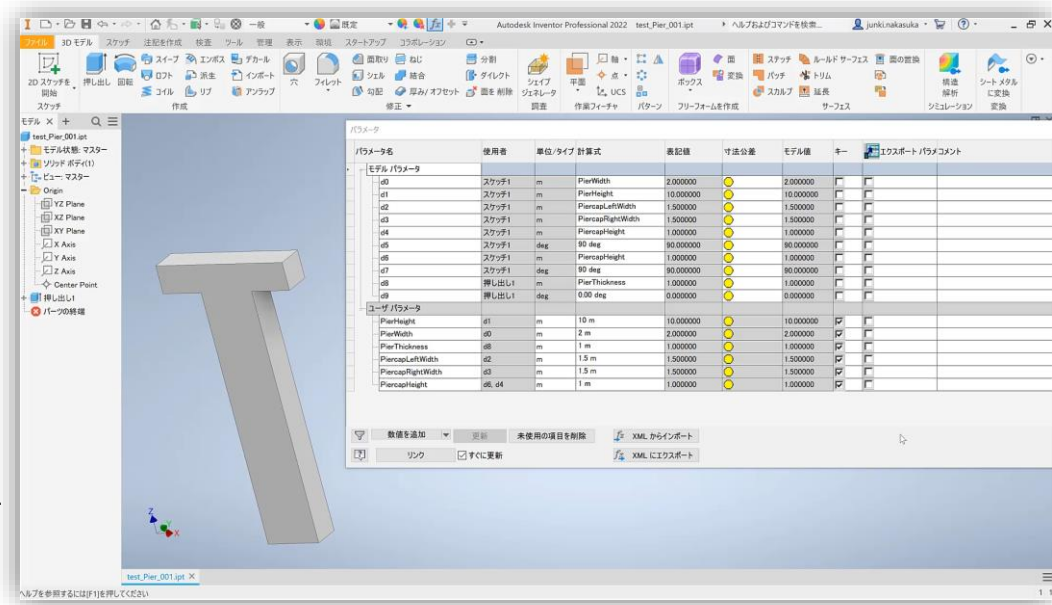 一般
既定
fx
Autodesk Inventor Professional 2022 test_Pier_001.ipt
ヘルプおよびコマンドを検索...
junki.nakasuka
ファイル 3D モデル スケッチ 注記を作成 検査 ツール 管理 表示 環境 スタートアップ コラボレーション
2D スケッチを開始 押し出し 回転 スイープ エンボス デカール 穴 フィレット 面取り ねじ 分割 シェイプ ジェネレータ 平面 軸 ボックス 面 ステッチ ルールド サーフェス 面の置換 構造解析 シート メタルに変換
ロフト 派生 インポート シェル 結合 ダイレクト 点 変換 パッチ トリム
コイル リブ アンラップ 勾配 厚み/オフセット 面を 削除 UCS スカルプ 延長
スケッチ 作成 修正 調査 作業フィーチャ パターン フリーフォームを作成 サーフェス シミュレーション 変換
モデル × +
test_Pier_001.ipt
モデル状態: マスター
ソリッド ボディ(1)
ビュー: マスター
Origin
YZ Plane
XZ Plane
XY Plane
X Axis
Y Axis
Z Axis
Center Point
押し出し1
パーツの終端
パラメータ
パラメータ名 使用者 単位/タイプ 計算式 表記値 寸法公差 モデル値 キー エクスポート パラメ コメント
モデル パラメータ
d0 スケッチ1 m PierWidth 2.000000 2.000000
d1 スケッチ1 m PierHeight 10.000000 10.000000
d2 スケッチ1 m PiercapLeftWidth 1.500000 1.500000
d3 スケッチ1 m PiercapRightWidth 1.500000 1.500000
d4 スケッチ1 m PiercapHeight 1.000000 1.000000
d5 スケッチ1 deg 90 deg 90.000000 90.000000
d6 スケッチ1 m PiercapHeight 1.000000 1.000000
d7 スケッチ1 deg 90 deg 90.000000 90.000000
d8 押し出し1 m PierThickness 1.000000 1.000000
d9 押し出し1 deg 0.00 deg 0.000000 0.000000
ユーザ パラメータ
PierHeight d1 m 10 m 10.000000 10.000000
PierWidth d0 m 2 m 2.000000 2.000000
PierThickness d8 m 1 m 1.000000 1.000000
PiercapLeftWidth d2 m 1.5 m 1.500000 1.500000
PiercapRightWidth d3 m 1.5 m 1.500000 1.500000
PiercapHeight d6, d4 m 1 m 1.000000 1.000000
数値を追加 更新 未使用の項目を削除 XML からインポート
リンク すぐに更新 XML にエクスポート
Z
Y
X
test_Pier_001.ipt ×
ヘルプを参照するには[F1]を押してください
1 1